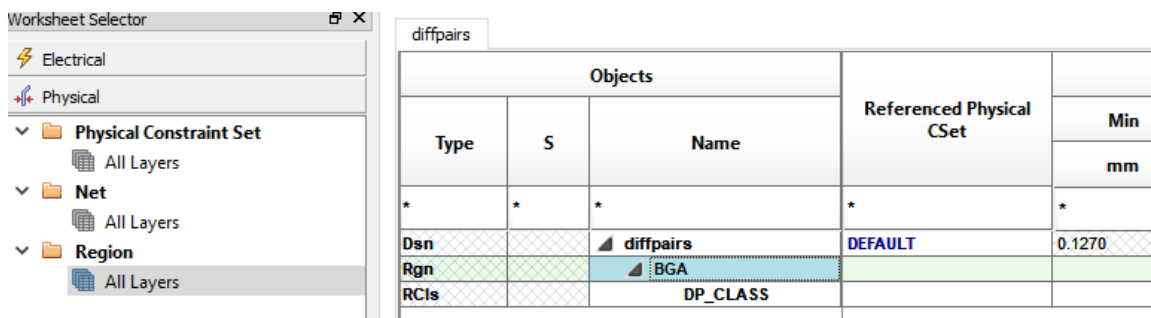 Worksheet Selector
Electrical
Physical
Physical Constraint Set
All Layers
Net
All Layers
Region
All Layers
diffpairs
Objects
Referenced Physical
CSet
Min
Type S Name
mm
* * * * *
Dsn diffpairs DEFAULT 0.1270
Rgn BGA
RCls DP_CLASS